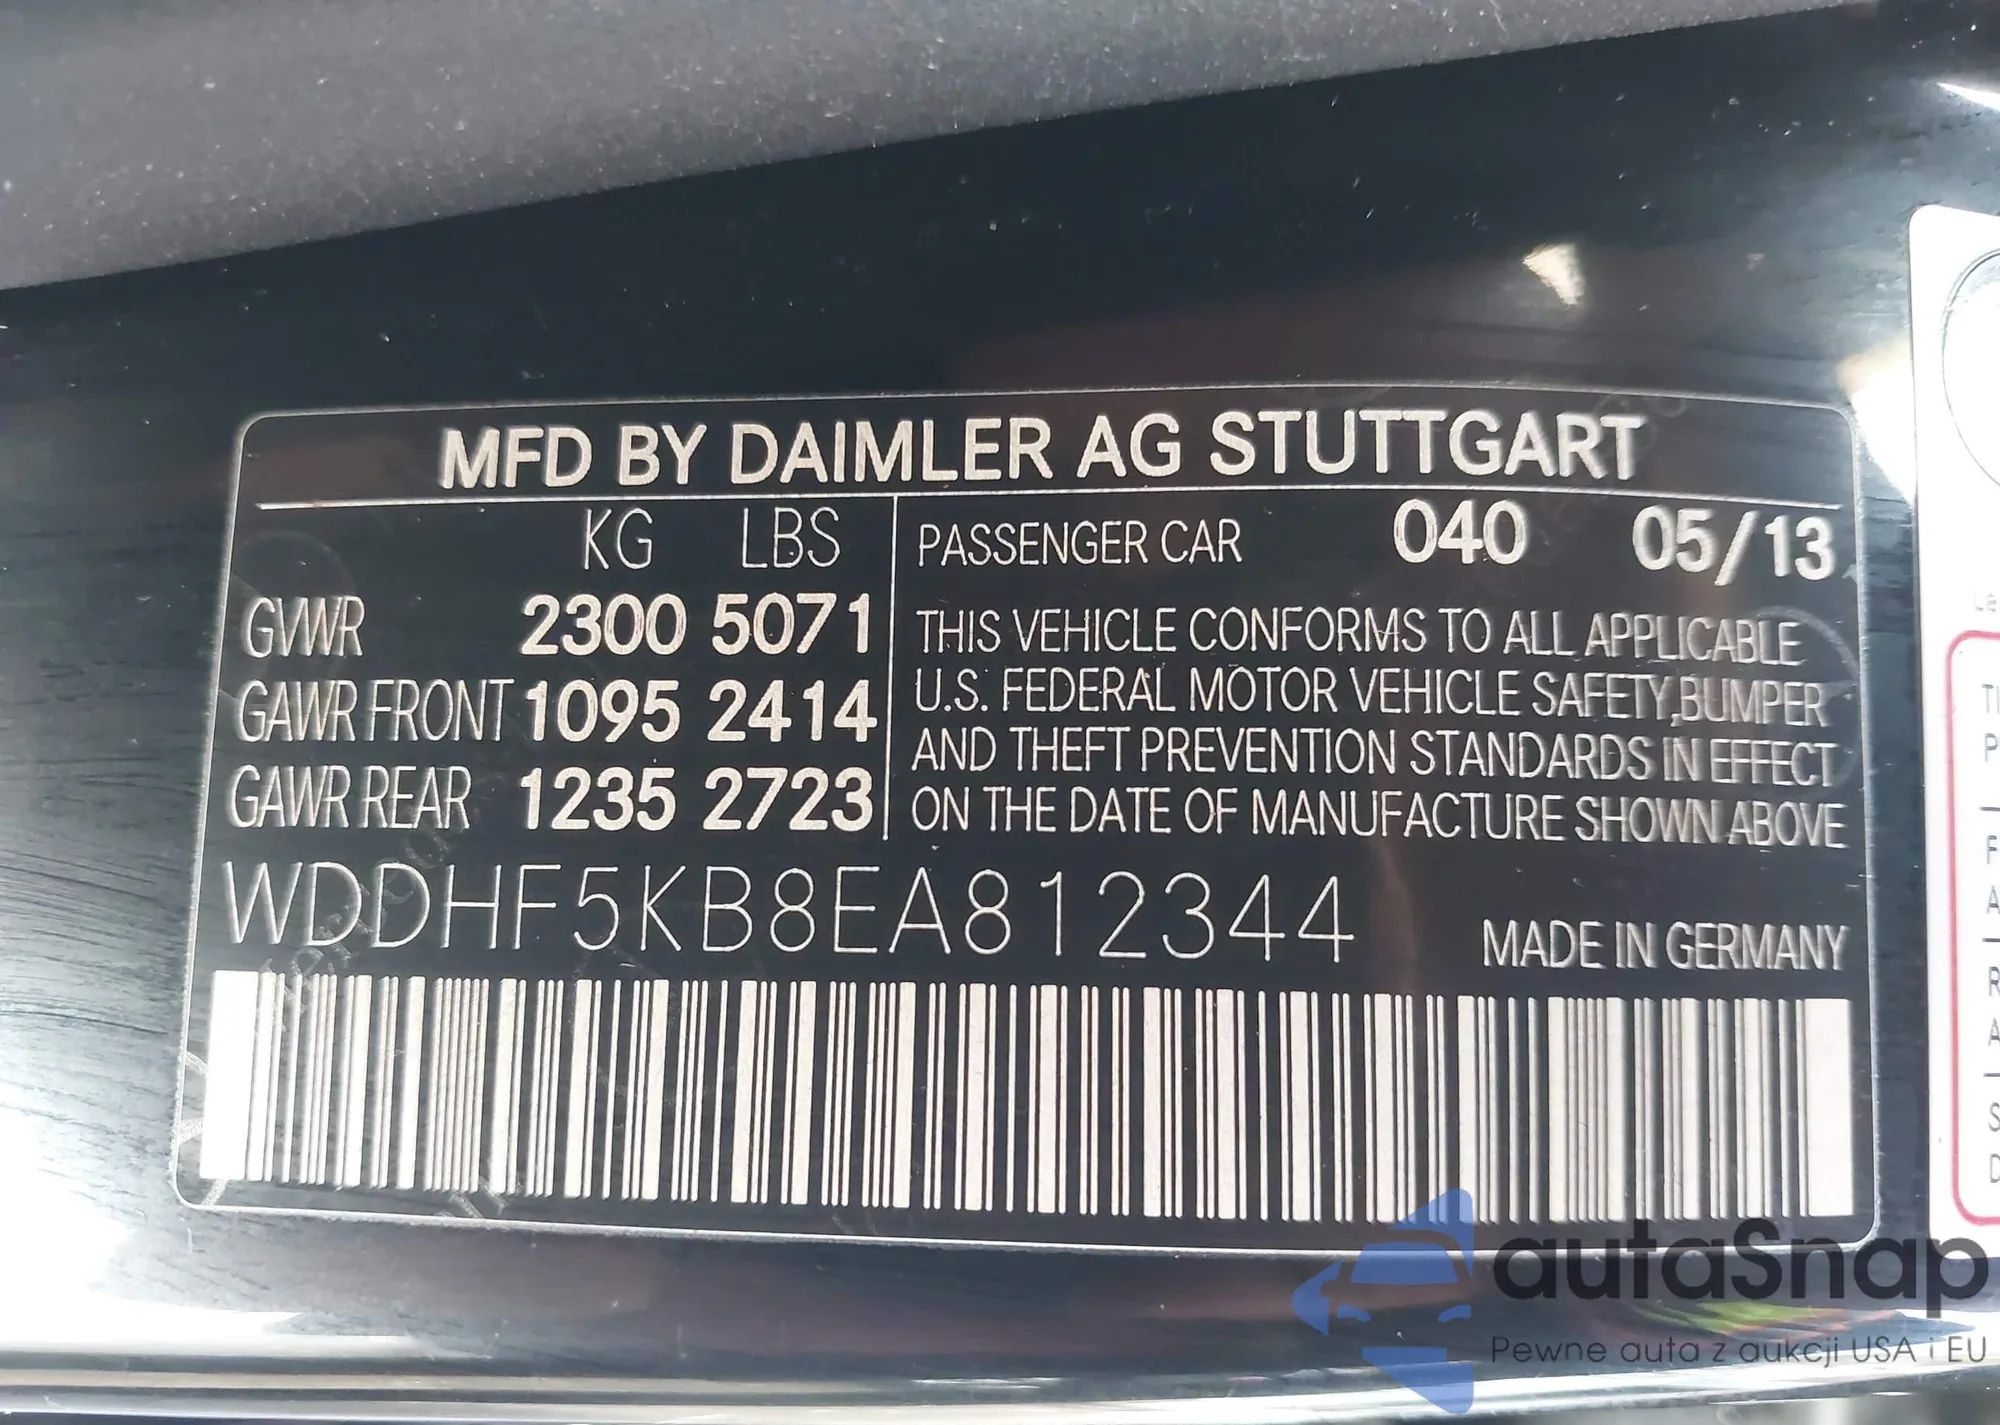 MFD BY DAIMLER AG STUTTGART
KG LBS
GVWR 2300 5071
GAWR FRONT 1095 2414
GAWR REAR 1235 2723
PASSENGER CAR 040 05/13
THIS VEHICLE CONFORMS TO ALL APPLICABLE
U.S. FEDERAL MOTOR VEHICLE SAFETY,BUMPER
AND THEFT PREVENTION STANDARDS IN EFFECT
ON THE DATE OF MANUFACTURE SHOWN ABOVE
WDDHF5KB8EA812344
MADE IN GERMANY
autaSnap
Pewne auta z aukcji USA i EU